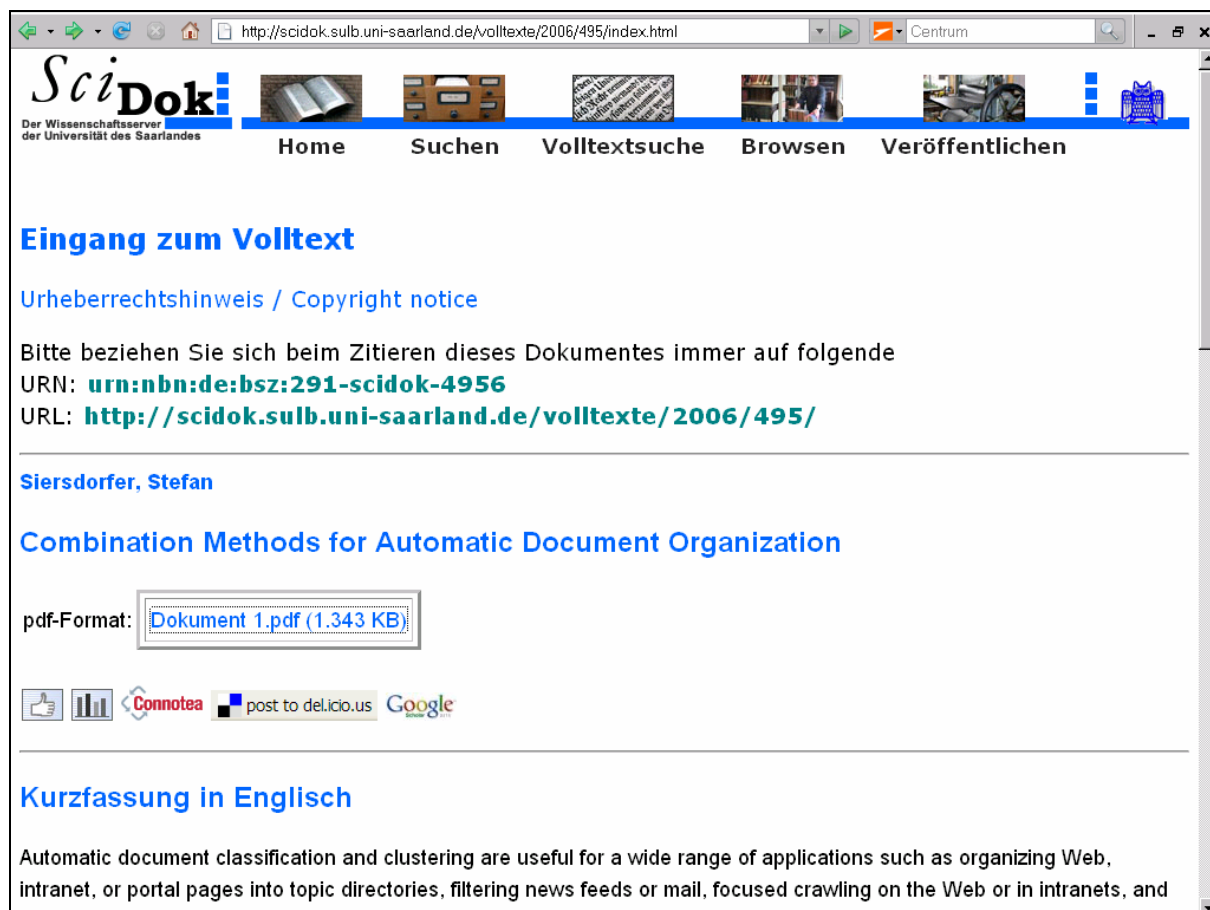 http://scidok.sulb.uni-saarland.de/volltexte/2006/495/index.html
Centrum
SciDok
Der Wissenschaftsserver
der Universität des Saarlandes
Home Suchen Volltextsuche Browsen Veröffentlichen
Eingang zum Volltext
Urheberrechtshinweis / Copyright notice
Bitte beziehen Sie sich beim Zitieren dieses Dokumentes immer auf folgende
URN: urn:nbn:de:bsz:291-scidok-4956
URL: http://scidok.sulb.uni-saarland.de/volltexte/2006/495/
Siersdorfer, Stefan
Combination Methods for Automatic Document Organization
pdf-Format: Dokument 1.pdf (1.343 KB)
Connotea post to del.icio.us Google
Kurzfassung in Englisch
Automatic document classification and clustering are useful for a wide range of applications such as organizing Web,
intranet, or portal pages into topic directories, filtering news feeds or mail, focused crawling on the Web or in intranets, and